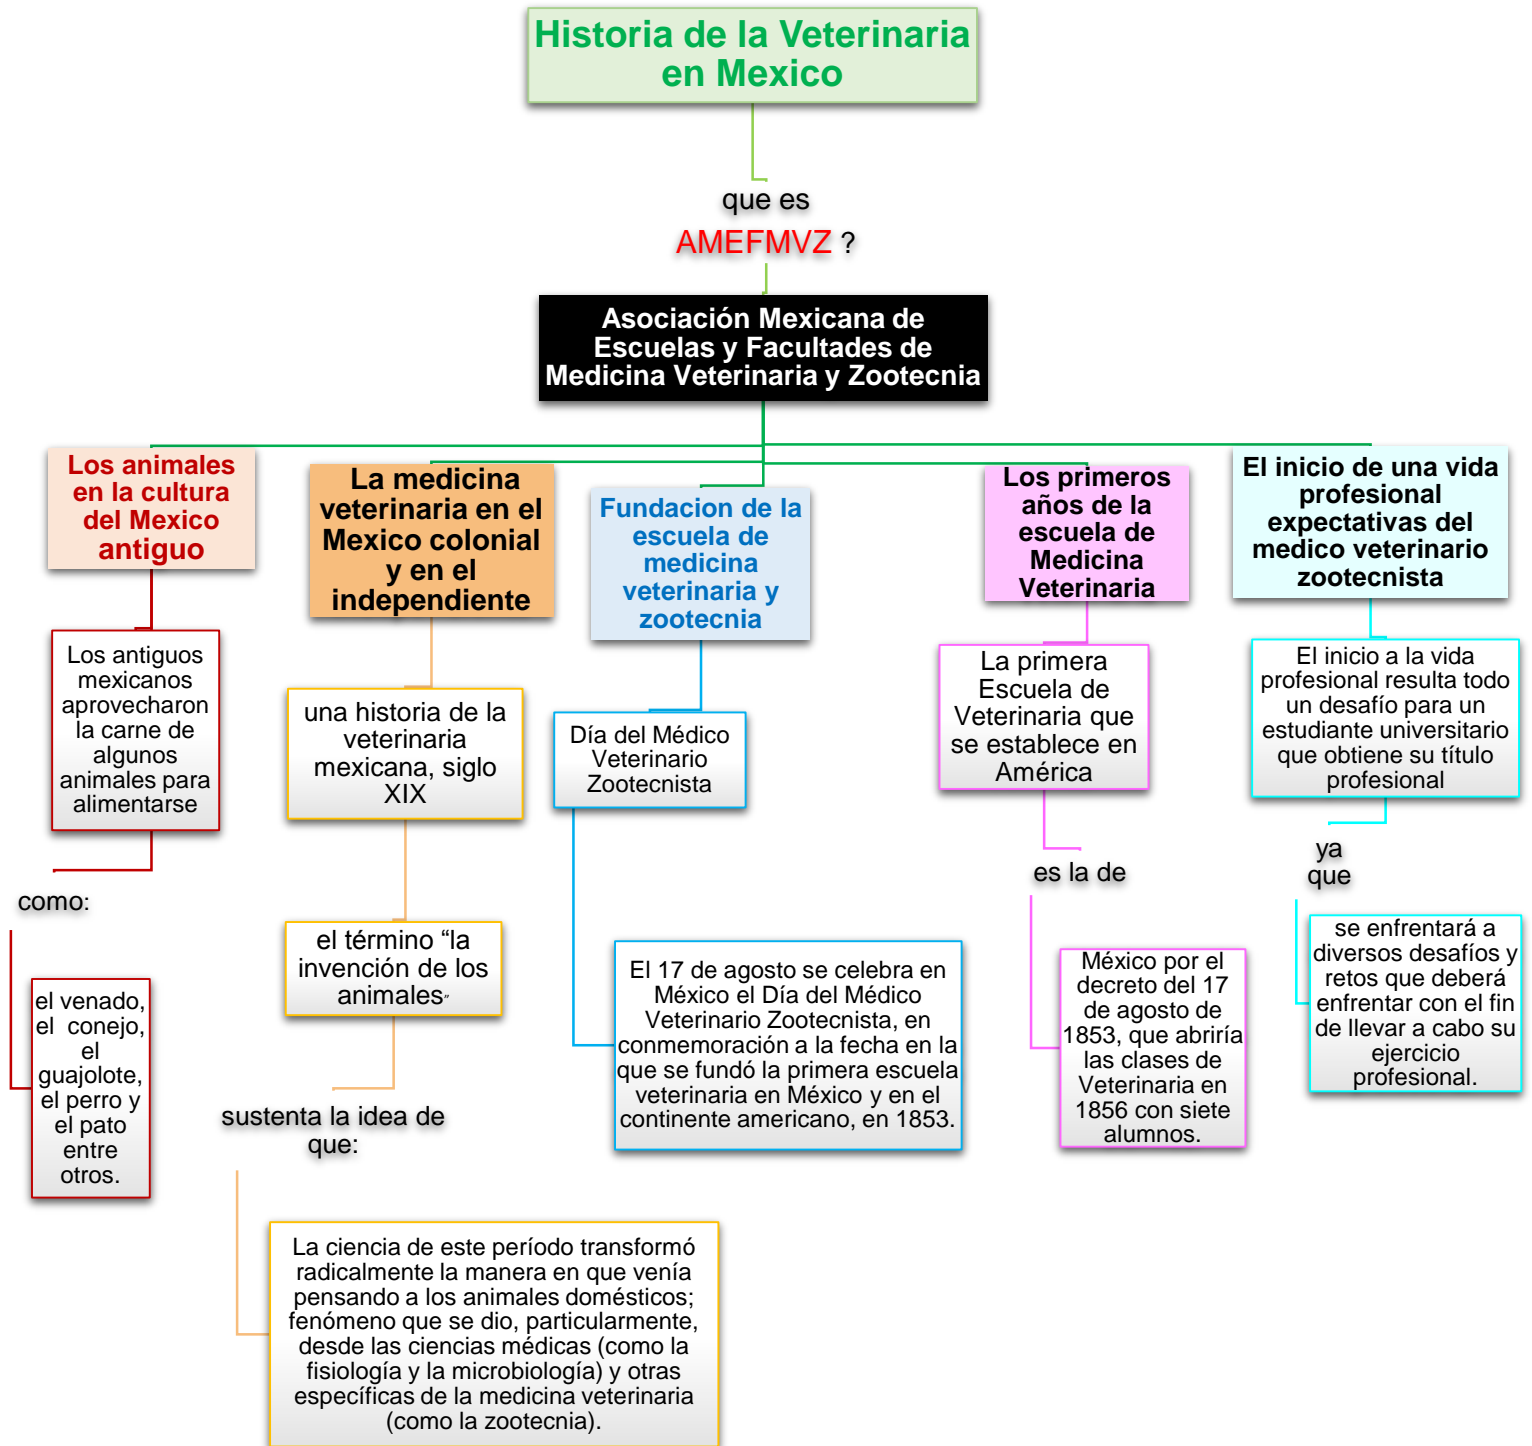 Historia de la Veterinaria
en Mexico
que es
AMEFMVZ ?
Asociación Mexicana de
Escuelas y Facultades de
Medicina Veterinaria y Zootecnia
Los animales
en la cultura
del Mexico
antiguo
Los antiguos
mexicanos
aprovecharon
la carne de
algunos
animales para
alimentarse
como:
el venado,
el conejo,
el
guajolote,
el perro y
el pato
entre
otros.
La medicina
veterinaria en el
Mexico colonial
y en el
independiente
una historia de la
veterinaria
mexicana, siglo
XIX
el término “la
invención de los
animales”
sustenta la idea de
que:
La ciencia de este período transformó
radicalmente la manera en que venía
pensando a los animales domésticos;
fenómeno que se dio, particularmente,
desde las ciencias médicas (como la
fisiología y la microbiología) y otras
específicas de la medicina veterinaria
(como la zootecnia).
Fundacion de la
escuela de
medicina
veterinaria y
zootecnia
Día del Médico
Veterinario
Zootecnista
El 17 de agosto se celebra en
México el Día del Médico
Veterinario Zootecnista, en
conmemoración a la fecha en la
que se fundó la primera escuela
veterinaria en México y en el
continente americano, en 1853.
Los primeros
años de la
escuela de
Medicina
Veterinaria
La primera
Escuela de
Veterinaria que
se establece en
América
es la de
México por el
decreto del 17
de agosto de
1853, que abriría
las clases de
Veterinaria en
1856 con siete
alumnos.
El inicio de una vida
profesional
expectativas del
medico veterinario
zootecnista
El inicio a la vida
profesional resulta todo
un desafío para un
estudiante universitario
que obtiene su título
profesional
ya
que
se enfrentará a
diversos desafíos y
retos que deberá
enfrentar con el fin
de llevar a cabo su
ejercicio
profesional.